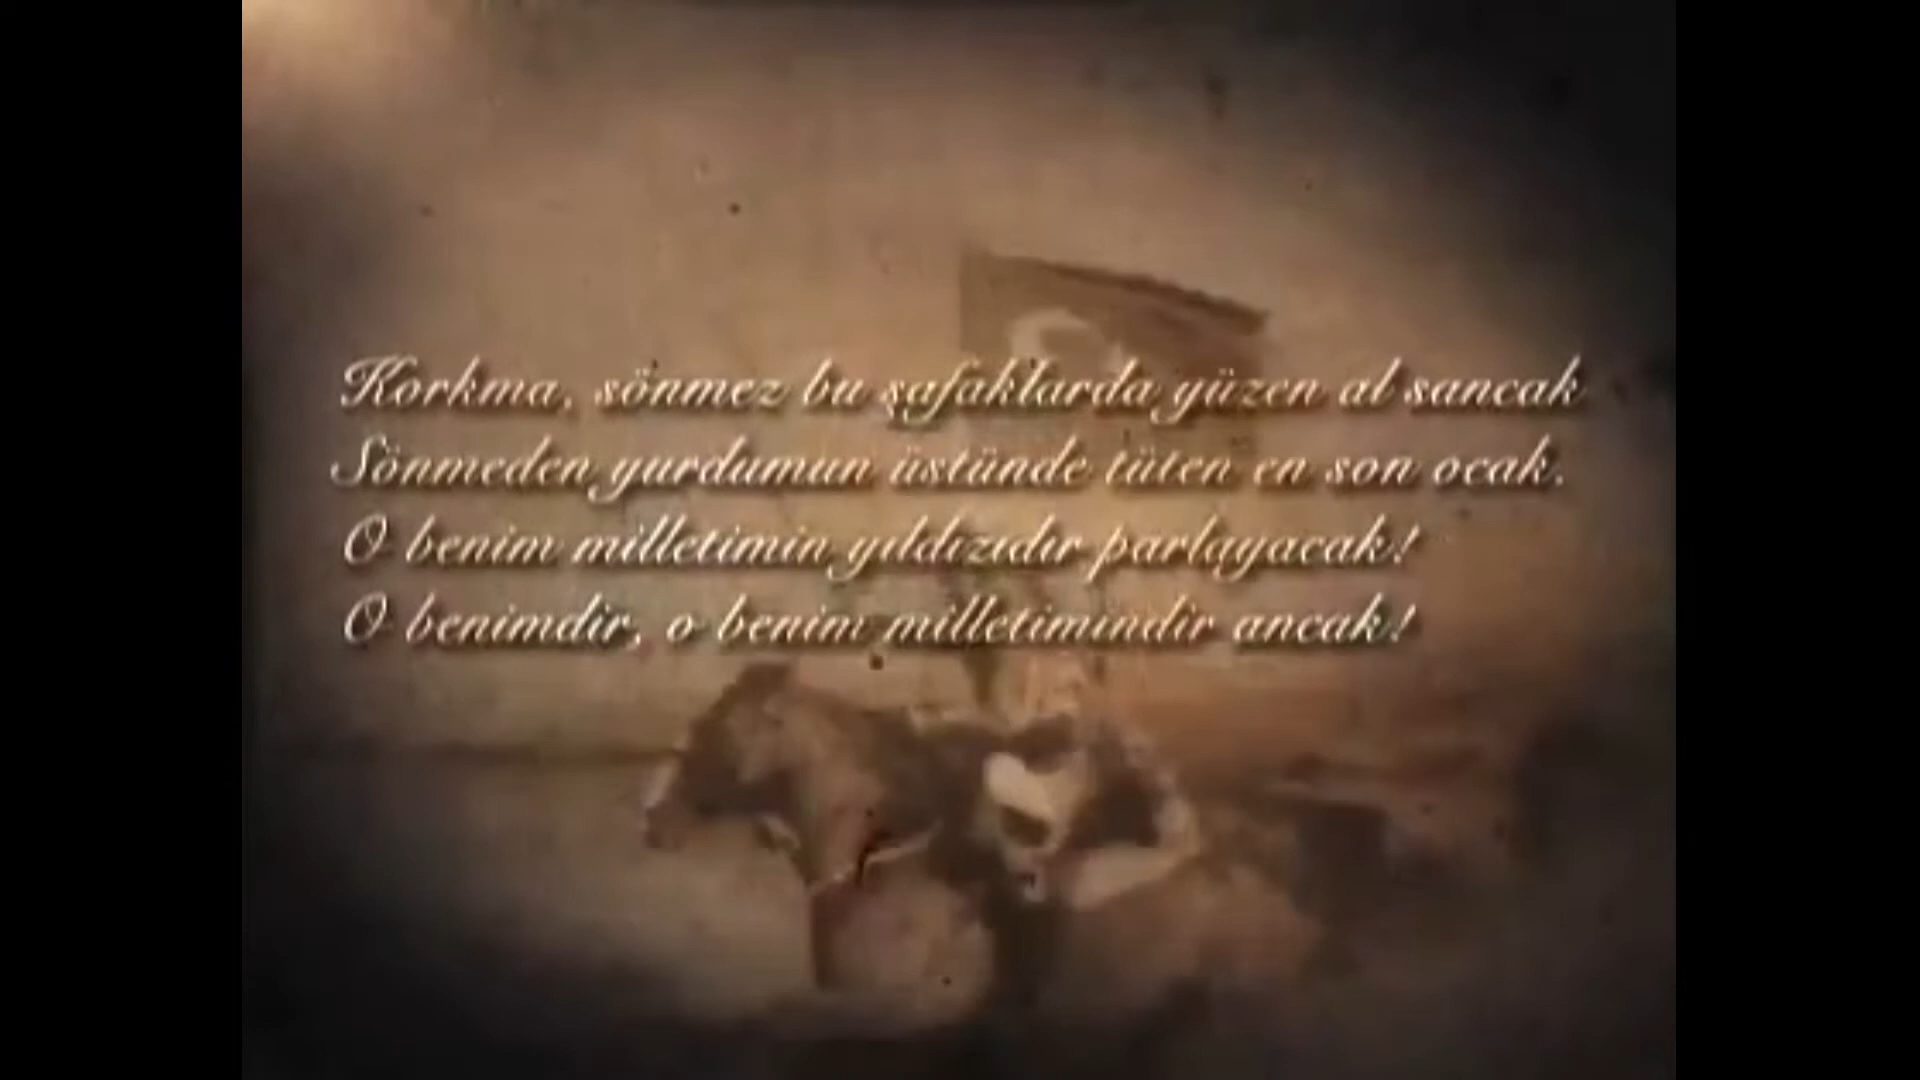 Korkma, sönmez bu şafaklarda yüzen al sancak
Sönmeden yurdumun üstünde tüten en son ocak.
O benim milletimin yıldızıdır parlayacak!
O benimdir, o benim milletimindir ancak!